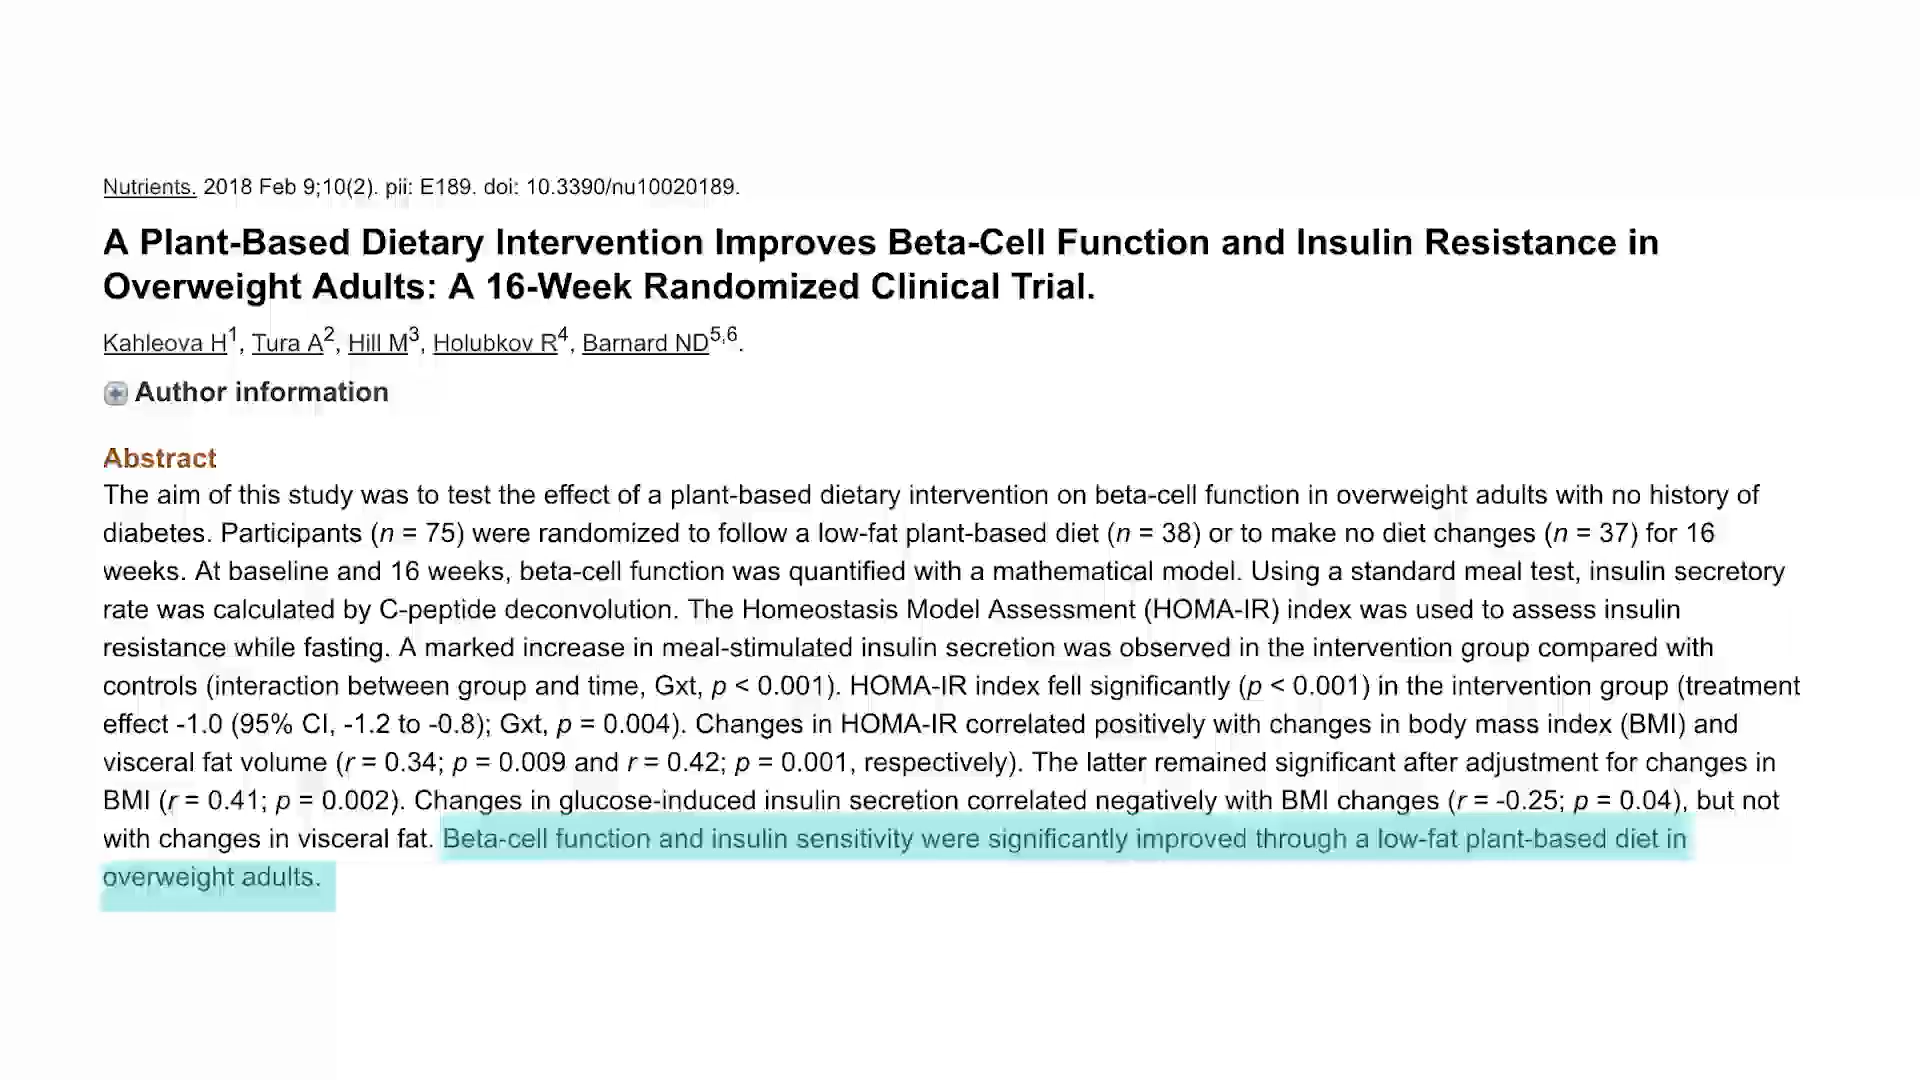 Nutrients. 2018 Feb 9;10(2). pii: E189. doi: 10.3390/nu10020189.
A Plant-Based Dietary Intervention Improves Beta-Cell Function and Insulin Resistance in
Overweight Adults: A 16-Week Randomized Clinical Trial.
Kahleova H1, Tura A2, Hill M3, Holubkov R4, Barnard ND5,6.
Author information
Abstract
The aim of this study was to test the effect of a plant-based dietary intervention on beta-cell function in overweight adults with no history of
diabetes. Participants (n = 75) were randomized to follow a low-fat plant-based diet (n = 38) or to make no diet changes (n = 37) for 16
weeks. At baseline and 16 weeks, beta-cell function was quantified with a mathematical model. Using a standard meal test, insulin secretory
rate was calculated by C-peptide deconvolution. The Homeostasis Model Assessment (HOMA-IR) index was used to assess insulin
resistance while fasting. A marked increase in meal-stimulated insulin secretion was observed in the intervention group compared with
controls (interaction between group and time, Gxt, p < 0.001). HOMA-IR index fell significantly (p < 0.001) in the intervention group (treatment
effect -1.0 (95% CI, -1.2 to -0.8); Gxt, p = 0.004). Changes in HOMA-IR correlated positively with changes in body mass index (BMI) and
visceral fat volume (r = 0.34; p = 0.009 and r = 0.42; p = 0.001, respectively). The latter remained significant after adjustment for changes in
BMI (r = 0.41; p = 0.002). Changes in glucose-induced insulin secretion correlated negatively with BMI changes (r = -0.25; p = 0.04), but not
with changes in visceral fat. Beta-cell function and insulin sensitivity were significantly improved through a low-fat plant-based diet in
overweight adults.